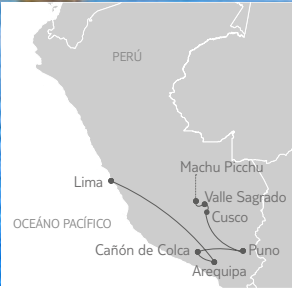 PERÚ
Machu Picchu
Lima
Valle Sagrado
Cusco
OCEÁNO PACÍFICO
Cañón de Colca
Puno
Arequipa